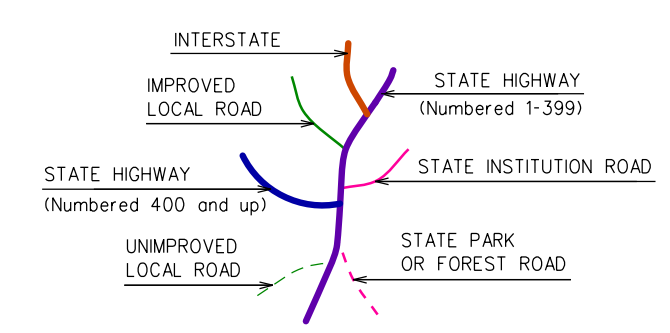 INTERSTATE
IMPROVED
LOCAL ROAD
STATE HIGHWAY
(Numbered 1-399)
STATE HIGHWAY
(Numbered 400 and up)
STATE INSTITUTION ROAD
UNIMPROVED
LOCAL ROAD
STATE PARK
OR FOREST ROAD